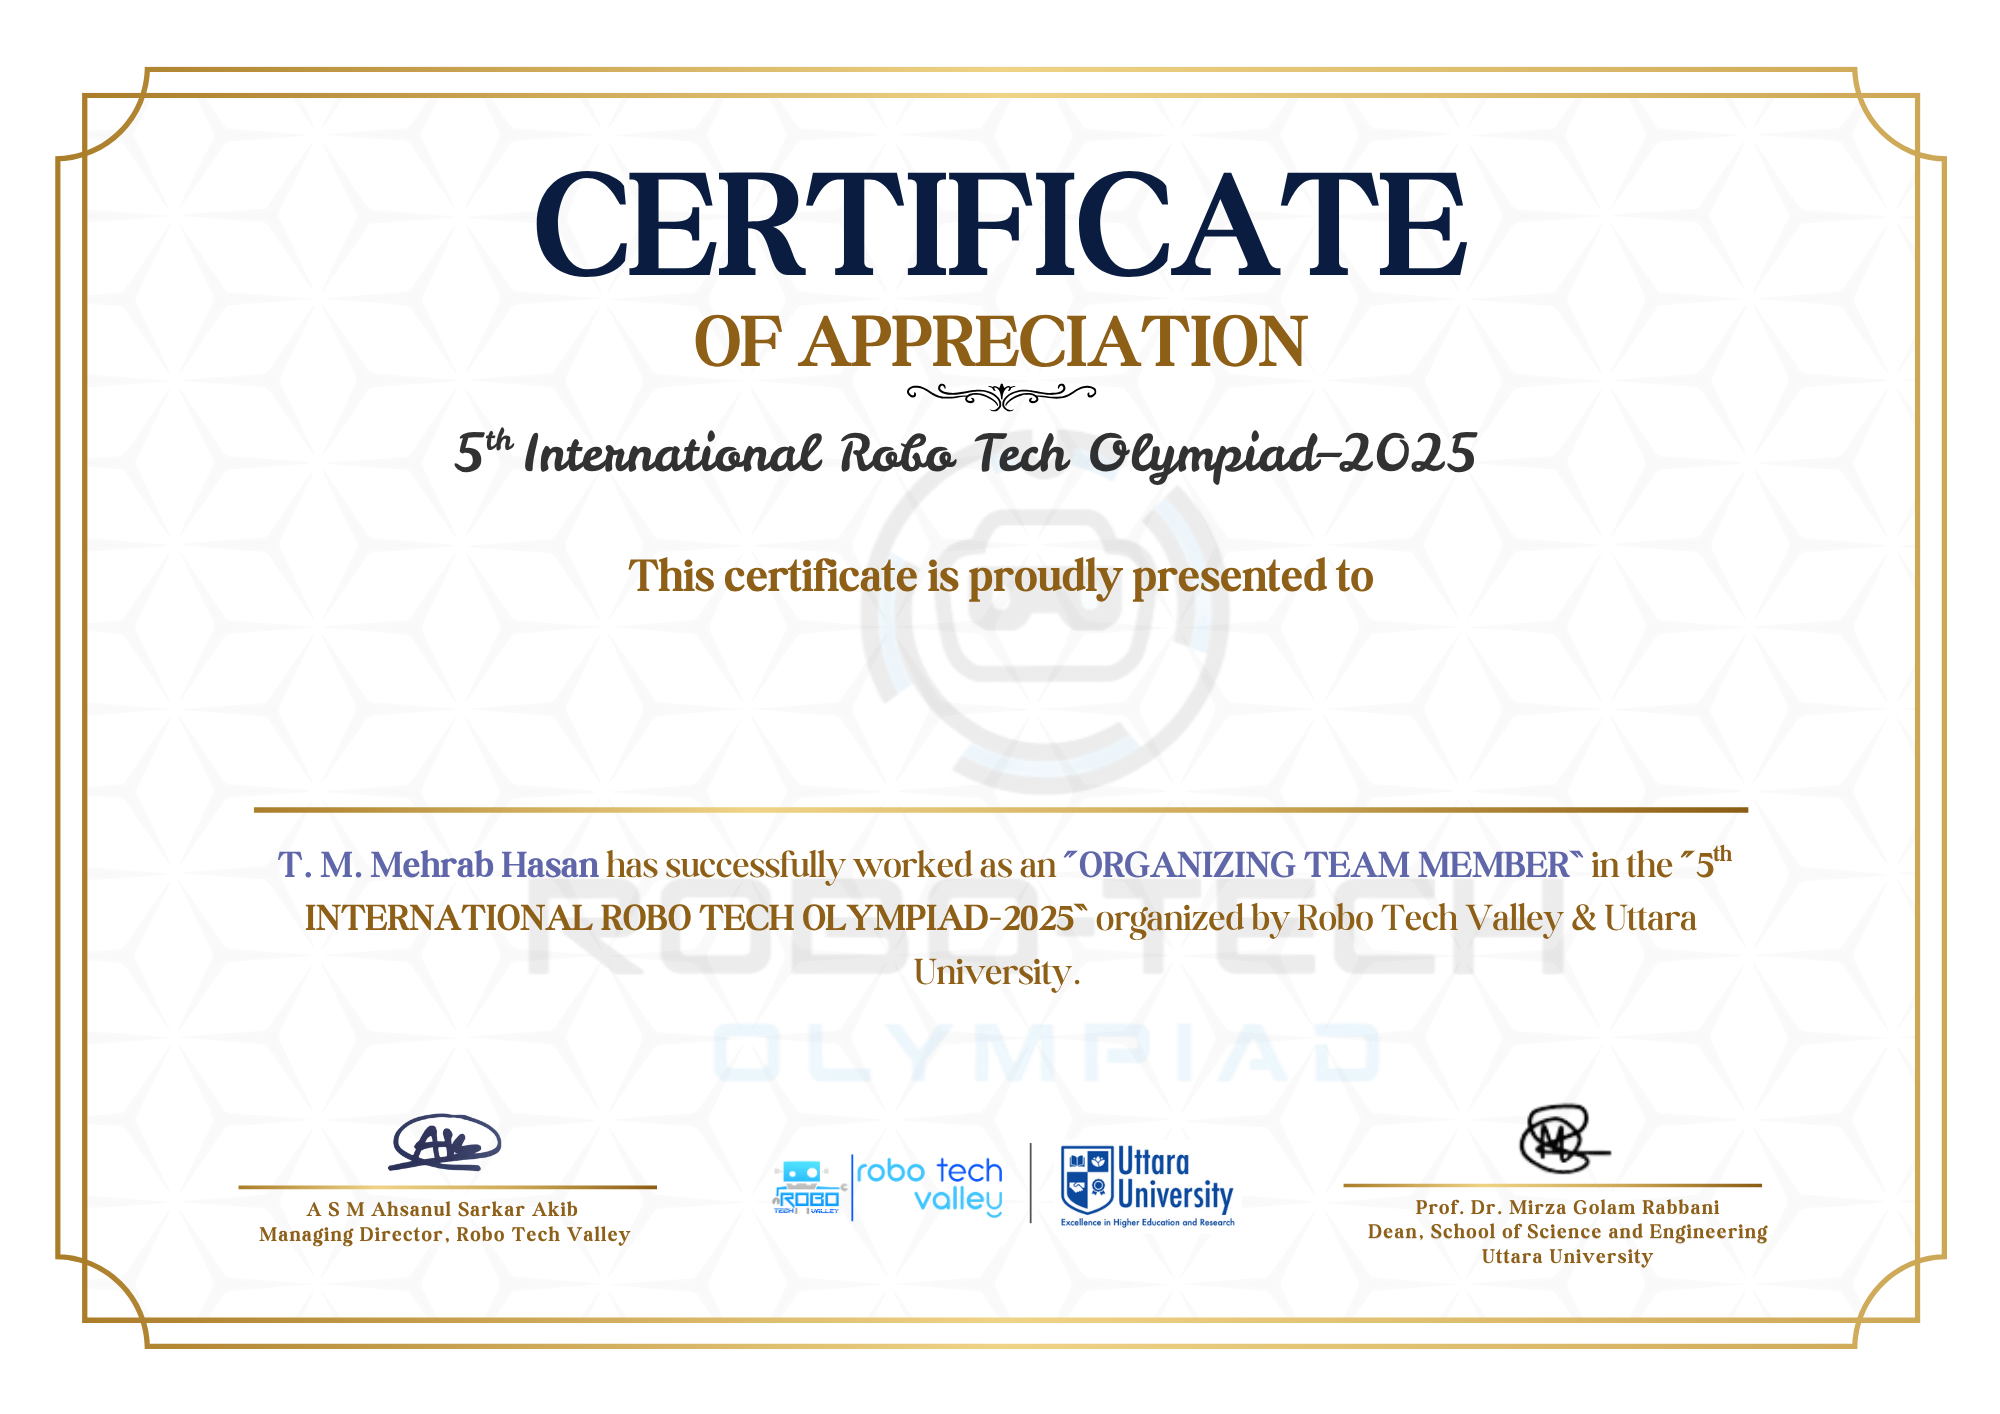 CERTIFICATE
OF APPRECIATION
5th International Robo Tech Olympiad-2025
This certificate is proudly presented to
T. M. Mehrab Hasan has successfully worked as an "ORGANIZING TEAM MEMBER" in the "5th
INTERNATIONAL ROBO TECH OLYMPIAD-2025" organized by Robo Tech Valley & Uttara
University.
ROBO-TECH
OLYMPIAD
A S M Ahsanul Sarkar Akib
Managing Director, Robo Tech Valley
ROBO
TECH VALLEY
robo tech
valley
Uttara
University
Excellence in Higher Education and Research
Prof. Dr. Mirza Golam Rabbani
Dean, School of Science and Engineering
Uttara University